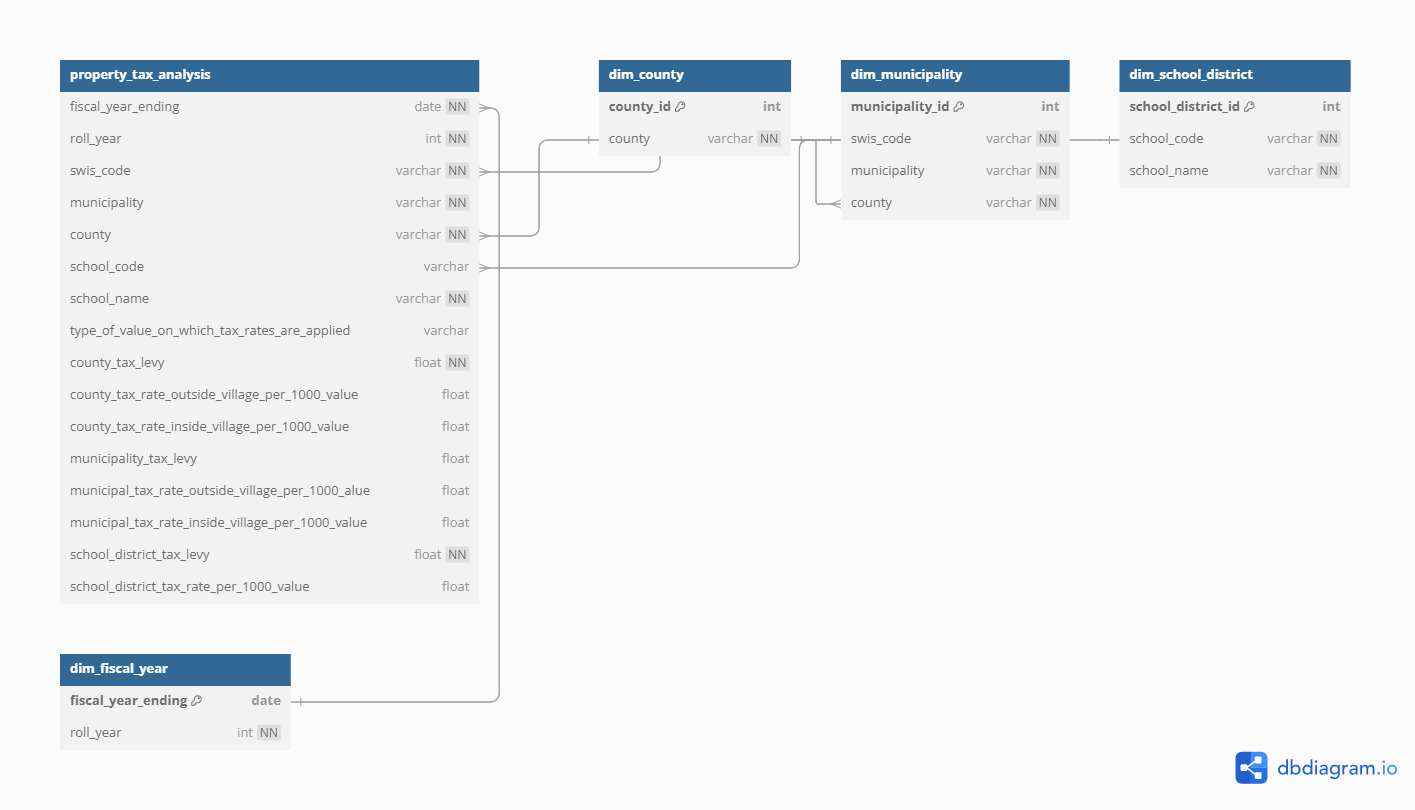 property_tax_analysis
fiscal_year_ending date NN
roll_year int NN
swis_code varchar NN
municipality varchar NN
county varchar NN
school_code varchar
school_name varchar NN
type_of_value_on_which_tax_rates_are_applied varchar
county_tax_levy float NN
county_tax_rate_outside_village_per_1000_value float
county_tax_rate_inside_village_per_1000_value float
municipality_tax_levy float
municipal_tax_rate_outside_village_per_1000_alue float
municipal_tax_rate_inside_village_per_1000_value float
school_district_tax_levy float NN
school_district_tax_rate_per_1000_value float
dim_county
county_id int
county varchar NN
dim_municipality
municipality_id int
swis_code varchar NN
municipality varchar NN
county varchar NN
dim_school_district
school_district_id int
school_code varchar NN
school_name varchar NN
dim_fiscal_year
fiscal_year_ending date
roll_year int NN
dbdiagram.io